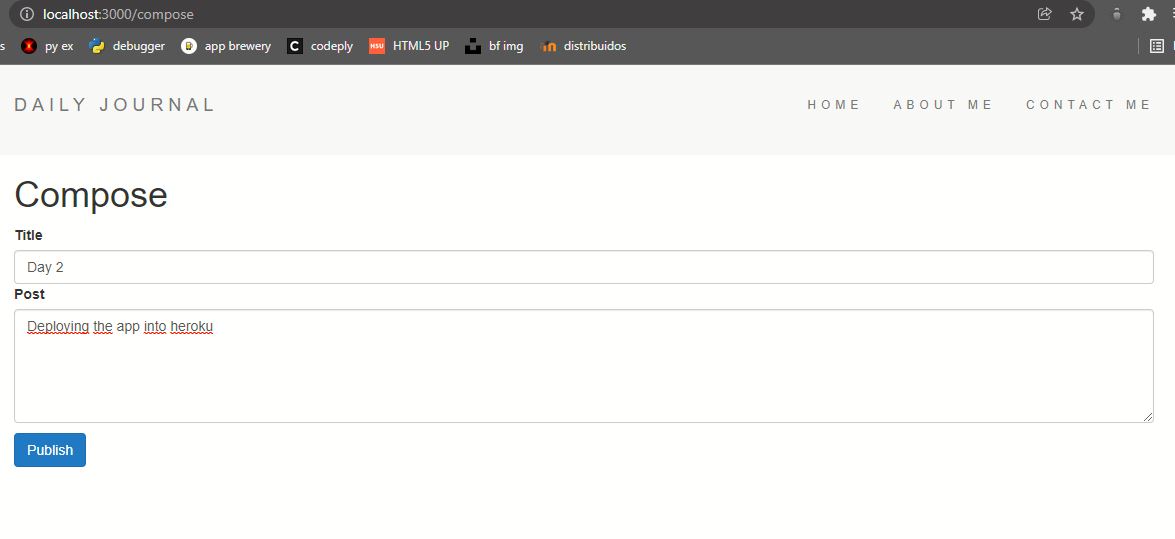 localhost:3000/compose
s py ex debugger app brewery C codeply HSU HTML5 UP bf img distribuidos
DAILY JOURNAL HOME ABOUT ME CONTACT ME
Compose
Title
Day 2
Post
Deploying the app into heroku
Publish